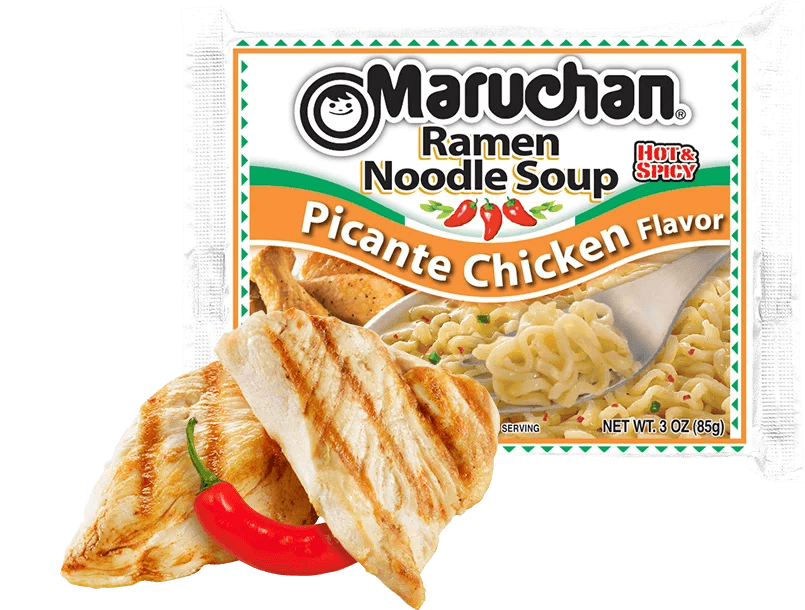 Maruchan®
Ramen
Noodle Soup
HOT &
SPICY
Picante Chicken Flavor
SERVING
NET WT. 3 OZ (85g)